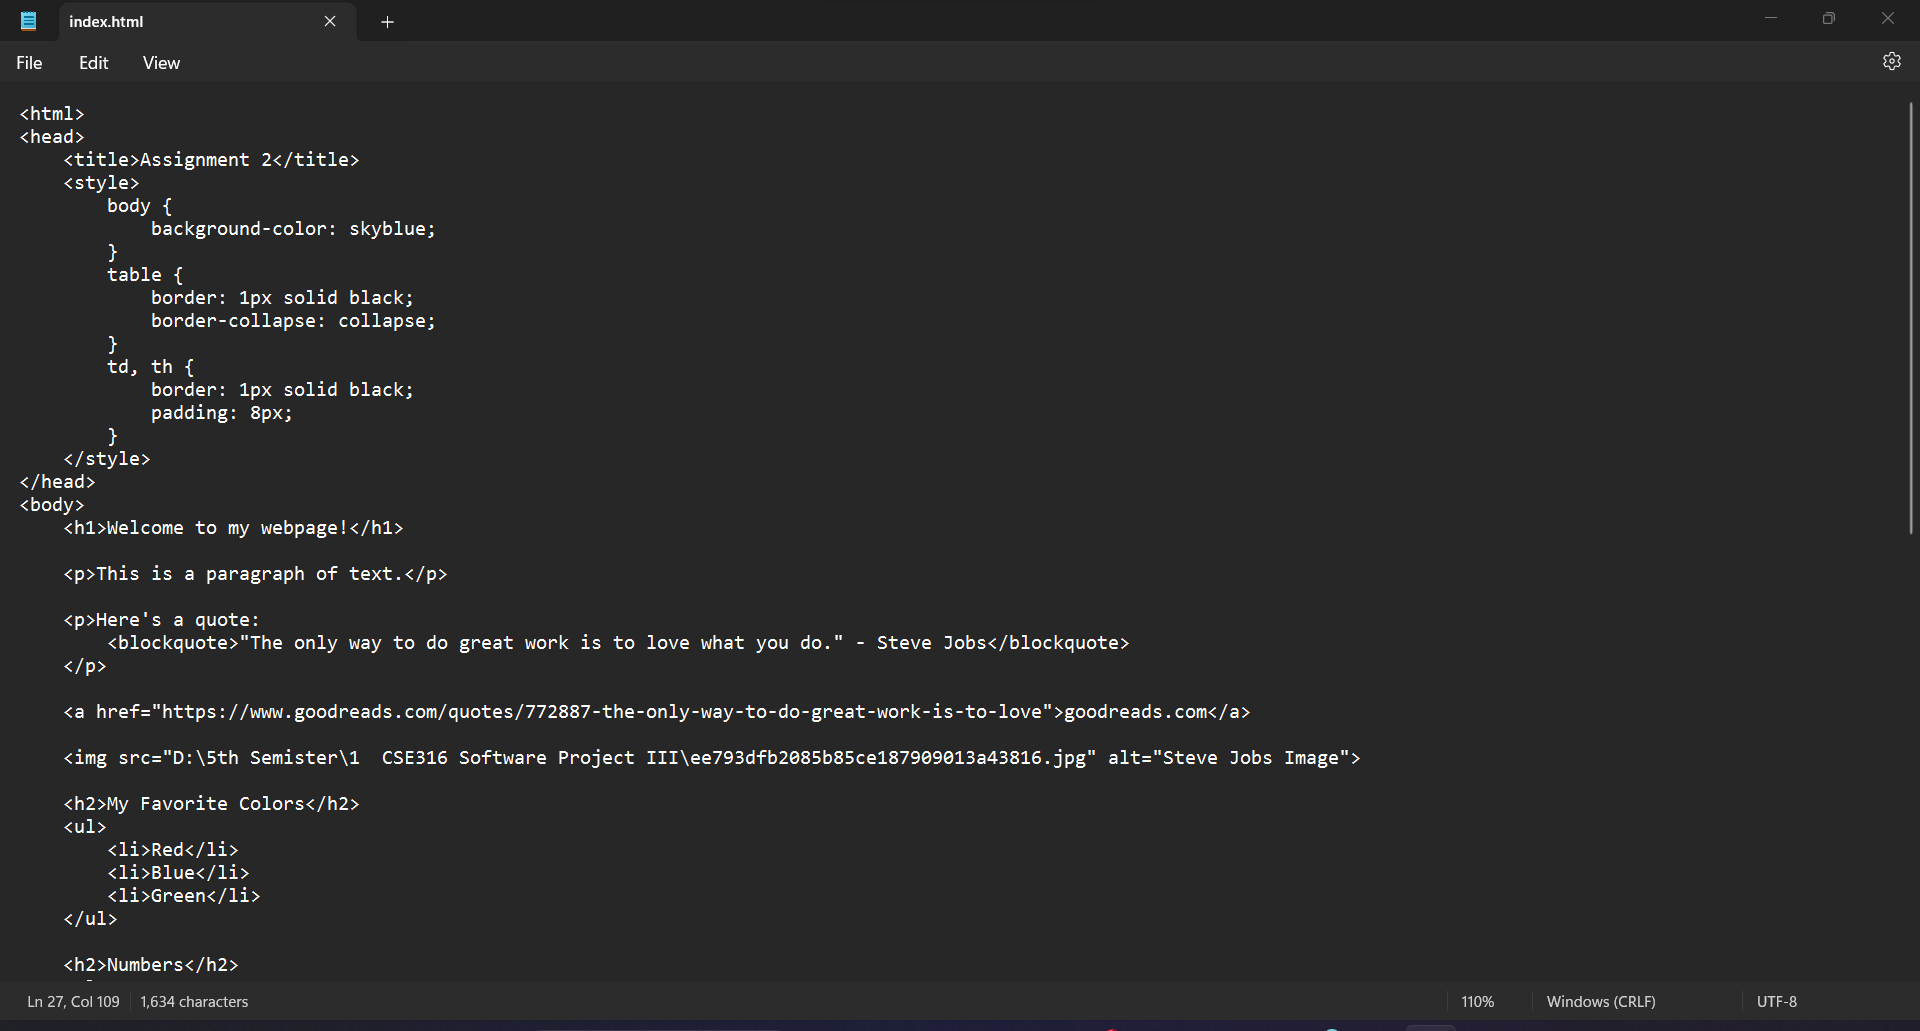 index.html
File Edit View
<html>
<head>
    <title>Assignment 2</title>
    <style>
        body {
            background-color: skyblue;
        }
        table {
            border: 1px solid black;
            border-collapse: collapse;
        }
        td, th {
            border: 1px solid black;
            padding: 8px;
        }
    </style>
</head>
<body>
    <h1>Welcome to my webpage!</h1>

    <p>This is a paragraph of text.</p>

    <p>Here's a quote:
        <blockquote>"The only way to do great work is to love what you do." - Steve Jobs</blockquote>
    </p>

    <a href="https://www.goodreads.com/quotes/772887-the-only-way-to-do-great-work-is-to-love">goodreads.com</a>

    <img src="D:\5th Semister\1  CSE316 Software Project III\ee793dfb2085b85ce187909013a43816.jpg" alt="Steve Jobs Image">

    <h2>My Favorite Colors</h2>
    <ul>
        <li>Red</li>
        <li>Blue</li>
        <li>Green</li>
    </ul>

    <h2>Numbers</h2>
Ln 27, Col 109 1,634 characters 110% Windows (CRLF) UTF-8